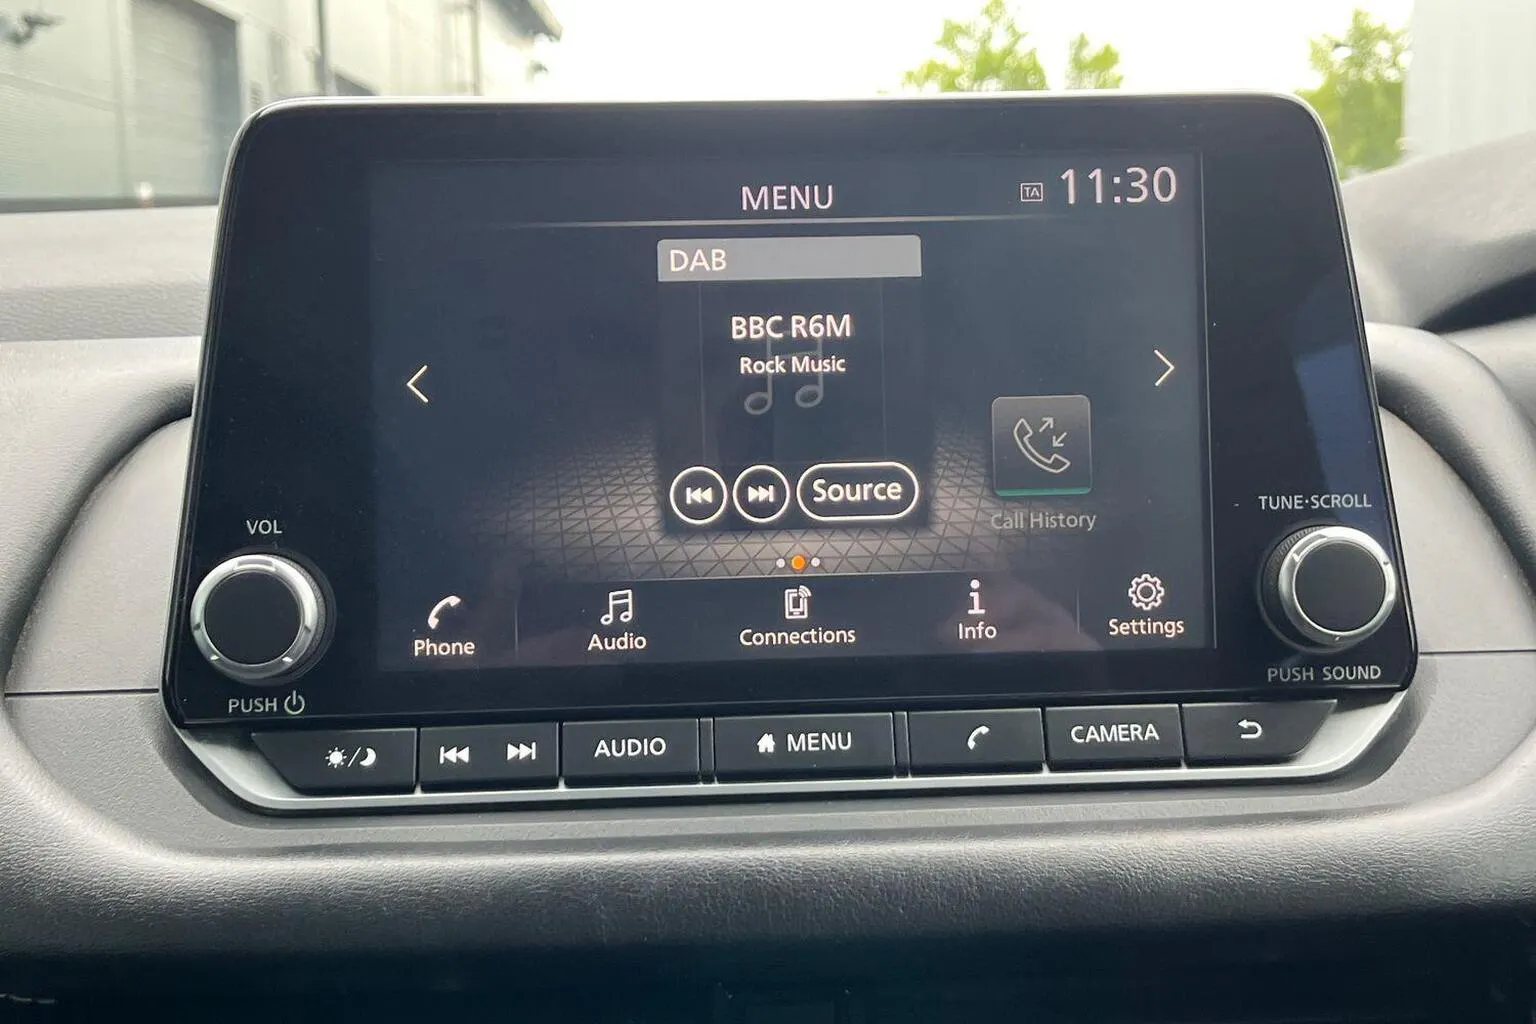 MENU
TA 11:30
DAB
BBC R6M
Rock Music
Source
Call History
Phone
Audio
Connections
Info
Settings
VOL
PUSH
TUNE·SCROLL
PUSH SOUND
AUDIO
MENU
CAMERA